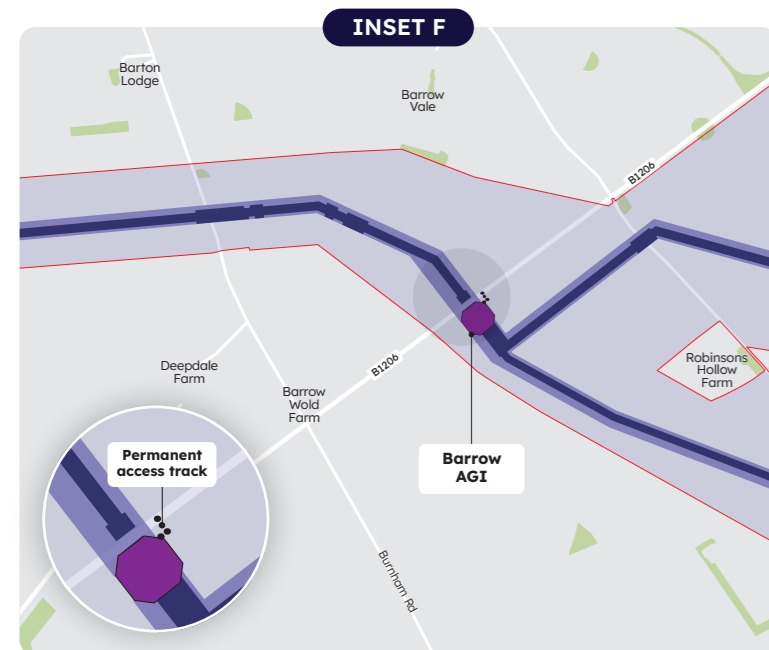 INSET F
Barton
Lodge
Barrow
Vale
B1206
Deepdale
Farm
B1206
Robinsons
Hollow
Farm
Barrow
Wold
Farm
Permanent
access track
Barrow
AGI
Burnham Rd